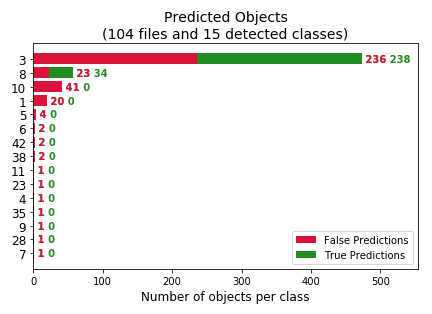 Predicted Objects
(104 files and 15 detected classes)
3 236 238
8 23 34
10 41 0
1 20 0
5 4 0
6 2 0
42 2 0
38 2 0
11 1 0
23 1 0
4 1 0
35 1 0
9 1 0
28 1 0
7 1 0
False Predictions
True Predictions
0 100 200 300 400 500
Number of objects per class